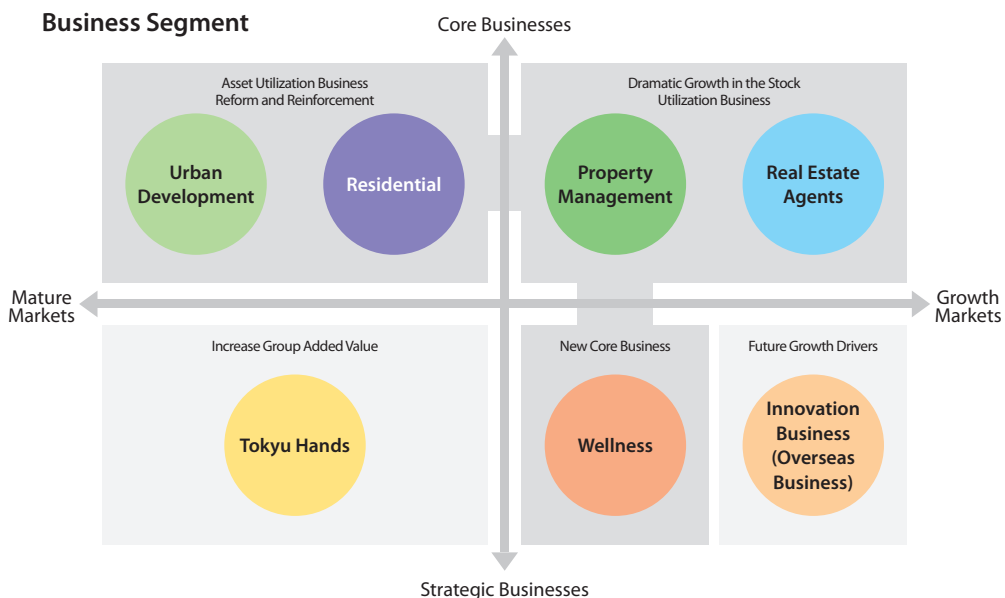 Business Segment
Core Businesses
Asset Utilization Business
Reform and Reinforcement
Dramatic Growth in the Stock
Utilization Business
Urban
Development
Residential
Property
Management
Real Estate
Agents
Mature
Markets
Growth
Markets
Increase Group Added Value
New Core Business
Future Growth Drivers
Tokyu Hands
Wellness
Innovation
Business
(Overseas
Business)
Strategic Businesses